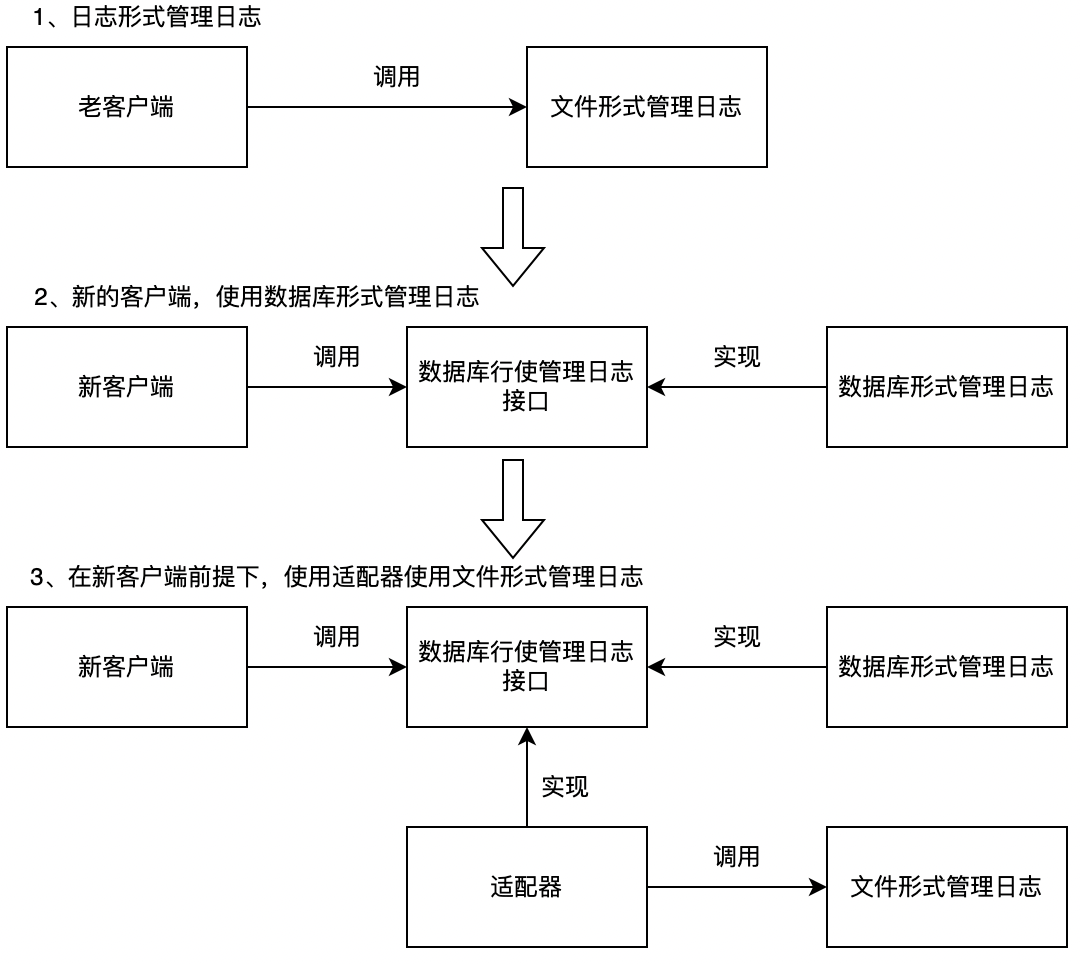 1、日志形式管理日志
老客户端
调用
文件形式管理日志
2、新的客户端，使用数据库形式管理日志
新客户端
调用
数据库行使管理日志
接口
实现
数据库形式管理日志
3、在新客户端前提下，使用适配器使用文件形式管理日志
新客户端
调用
数据库行使管理日志
接口
实现
数据库形式管理日志
实现
适配器
调用
文件形式管理日志